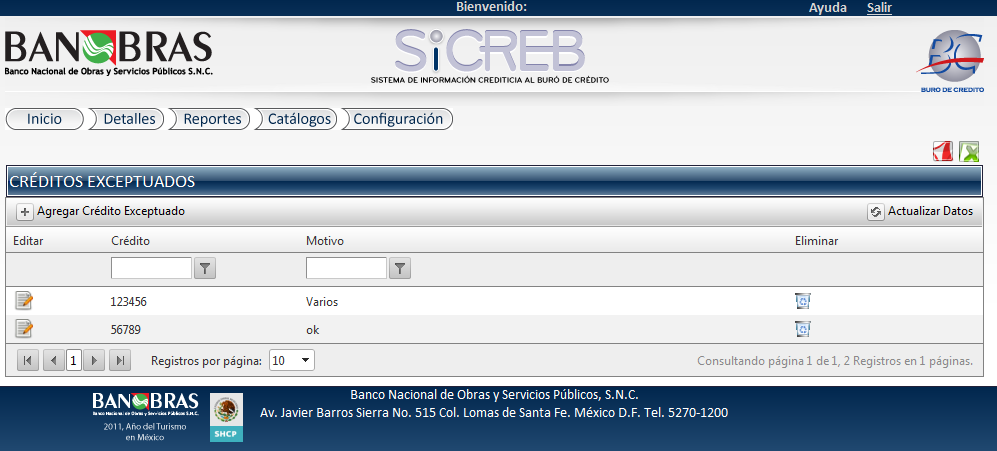 Bienvenido:
Ayuda Salir
BANOBRAS
Banco Nacional de Obras y Servicios Públicos S.N.C.
SiCREB
SISTEMA DE INFORMACIÓN CREDITICIA AL BURÓ DE CRÉDITO
BC
BURO DE CREDITO
Inicio Detalles Reportes Catálogos Configuración
CRÉDITOS EXCEPTUADOS
Agregar Crédito Exceptuado Actualizar Datos
Editar Crédito Motivo Eliminar
123456 Varios
56789 ok
1 Registros por página: 10 Consultando página 1 de 1, 2 Registros en 1 páginas.
BANOBRAS
Banco Nacional de Obras y Servicios Públicos S.N.C.
2011, Año del Turismo
en México
SHCP
Banco Nacional de Obras y Servicios Públicos, S.N.C.
Av. Javier Barros Sierra No. 515 Col. Lomas de Santa Fe. México D.F. Tel. 5270-1200